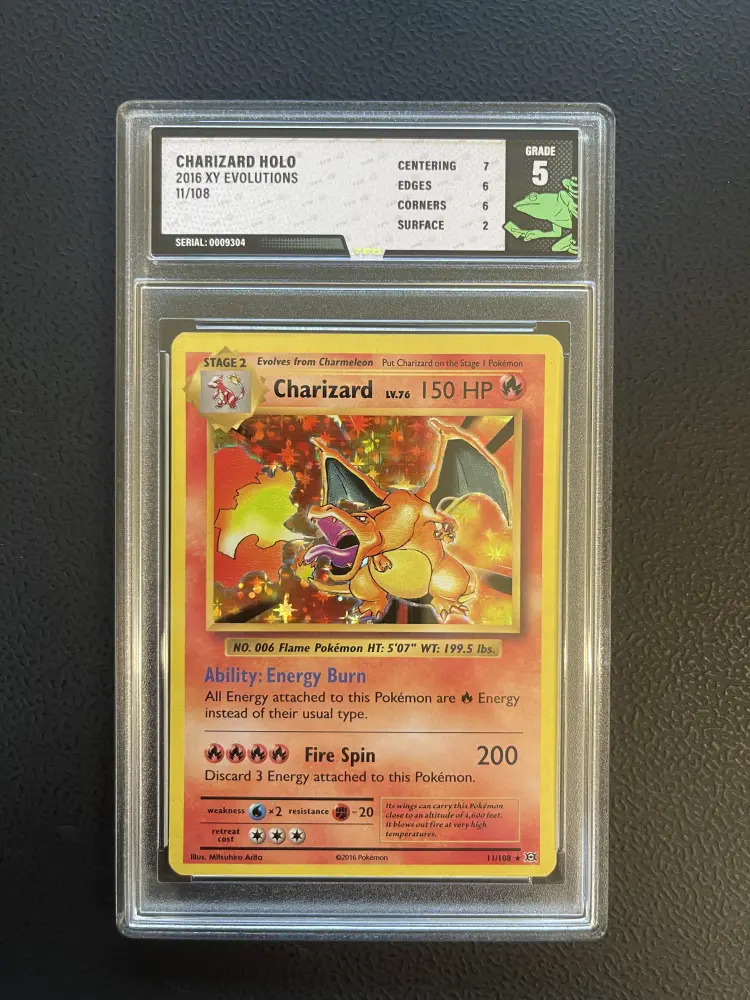 CHARIZARD HOLO
2016 XY EVOLUTIONS
11/108
CENTERING 7
EDGES 6
CORNERS 6
SURFACE 2
GRADE
5
SERIAL: 0009304
STAGE 2 Evolves from Charmeleon Put Charizard on the Stage 1 Pokémon
Charizard LV.76 150 HP
NO. 006 Flame Pokémon HT: 5'07" WT: 199.5 lbs.
Ability: Energy Burn
All Energy attached to this Pokémon are Energy
instead of their usual type.
Fire Spin 200
Discard 3 Energy attached to this Pokémon.
weakness ×2 resistance -20
retreat
cost
Its wings can carry this Pokémon
close to an altitude of 4,600 feet.
It blows out fire at very high
temperatures.
Illus. Mitsuhiro Arita ©2016 Pokémon 11/108 ★